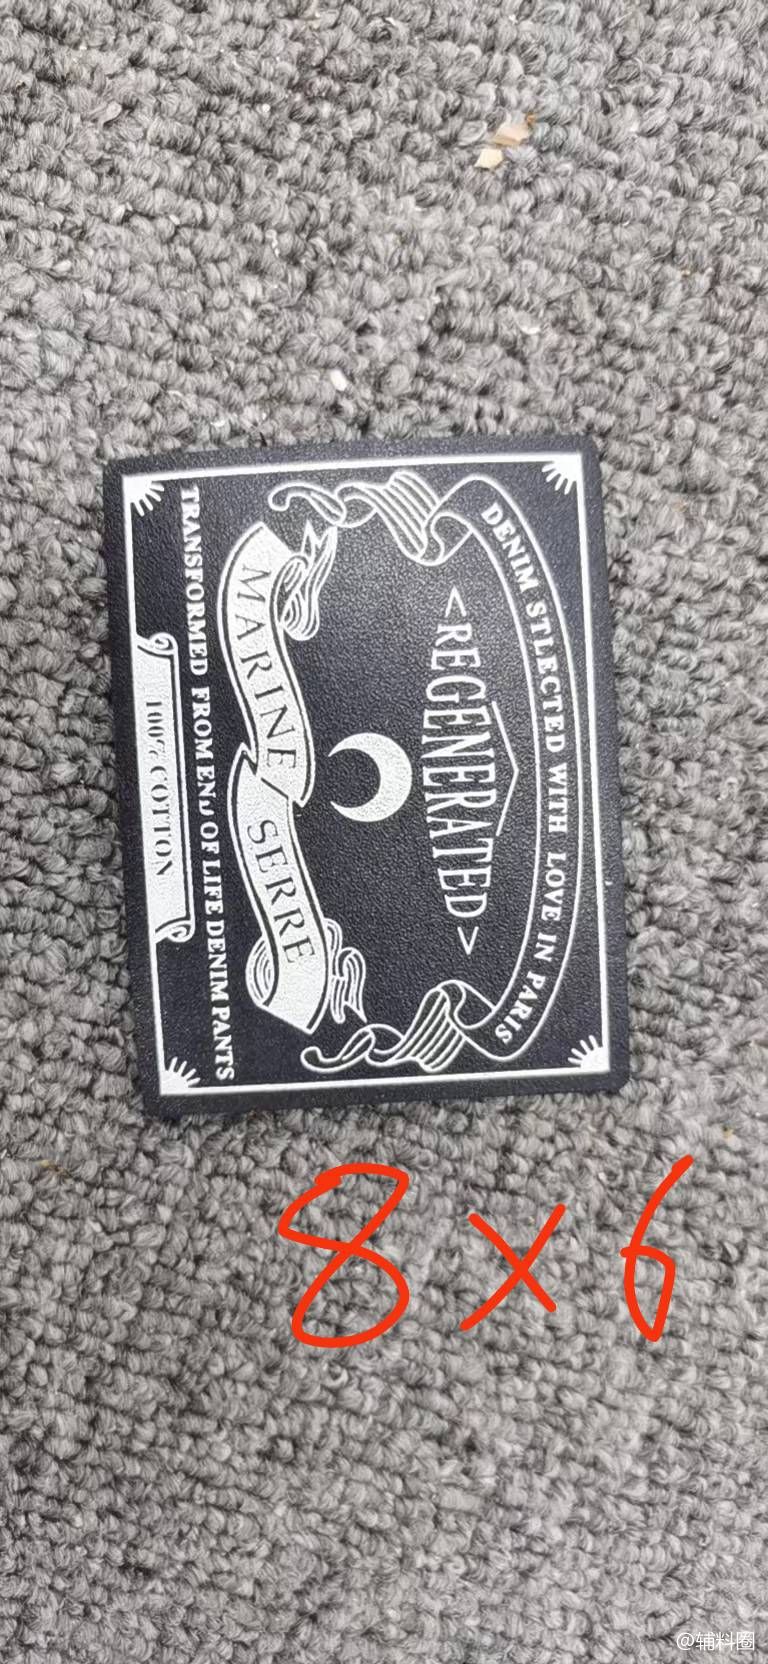 DENIM STLECTED WITH LOVE IN PARIS
<REGENERATED>
MARINE SERRE
TRANSFORMED FROM END OF LIFE DENIM PANTS
100% COTTON
8 x 6
@辅料圈